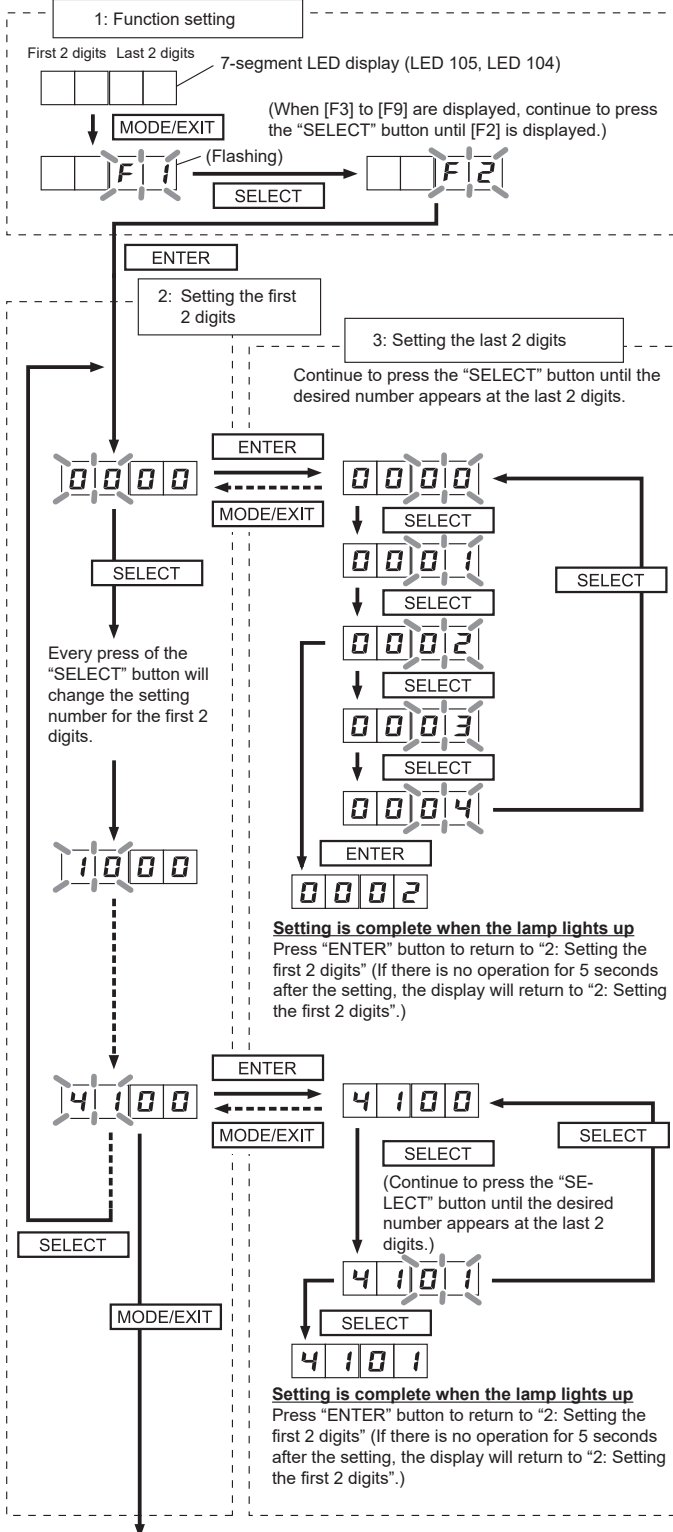 1: Function setting
First 2 digits Last 2 digits
7-segment LED display (LED 105, LED 104)
MODE/EXIT
(When [F3] to [F9] are displayed, continue to press
the “SELECT” button until [F2] is displayed.)
F 1
(Flashing)
SELECT
F 2
ENTER
2: Setting the first
2 digits
3: Setting the last 2 digits
Continue to press the “SELECT” button until the
desired number appears at the last 2 digits.
0 0 0 0
ENTER
MODE/EXIT
0 0 0 0
SELECT
0 0 0 1
SELECT
0 0 0 2
SELECT
0 0 0 3
SELECT
0 0 0 4
SELECT
SELECT
Every press of the
“SELECT” button will
change the setting
number for the first 2
digits.
1 0 0 0
ENTER
0 0 0 2
Setting is complete when the lamp lights up
Press “ENTER” button to return to “2: Setting the
first 2 digits” (If there is no operation for 5 seconds
after the setting, the display will return to “2: Setting
the first 2 digits”.)
4 1 0 0
ENTER
MODE/EXIT
4 1 0 0
SELECT
SELECT
(Continue to press the “SE-
LECT” button until the desired
number appears at the last 2
digits.)
4 1 0 1
SELECT
4 1 0 1
SELECT
MODE/EXIT
Setting is complete when the lamp lights up
Press “ENTER” button to return to “2: Setting the
first 2 digits” (If there is no operation for 5 seconds
after the setting, the display will return to “2: Setting
the first 2 digits”.)